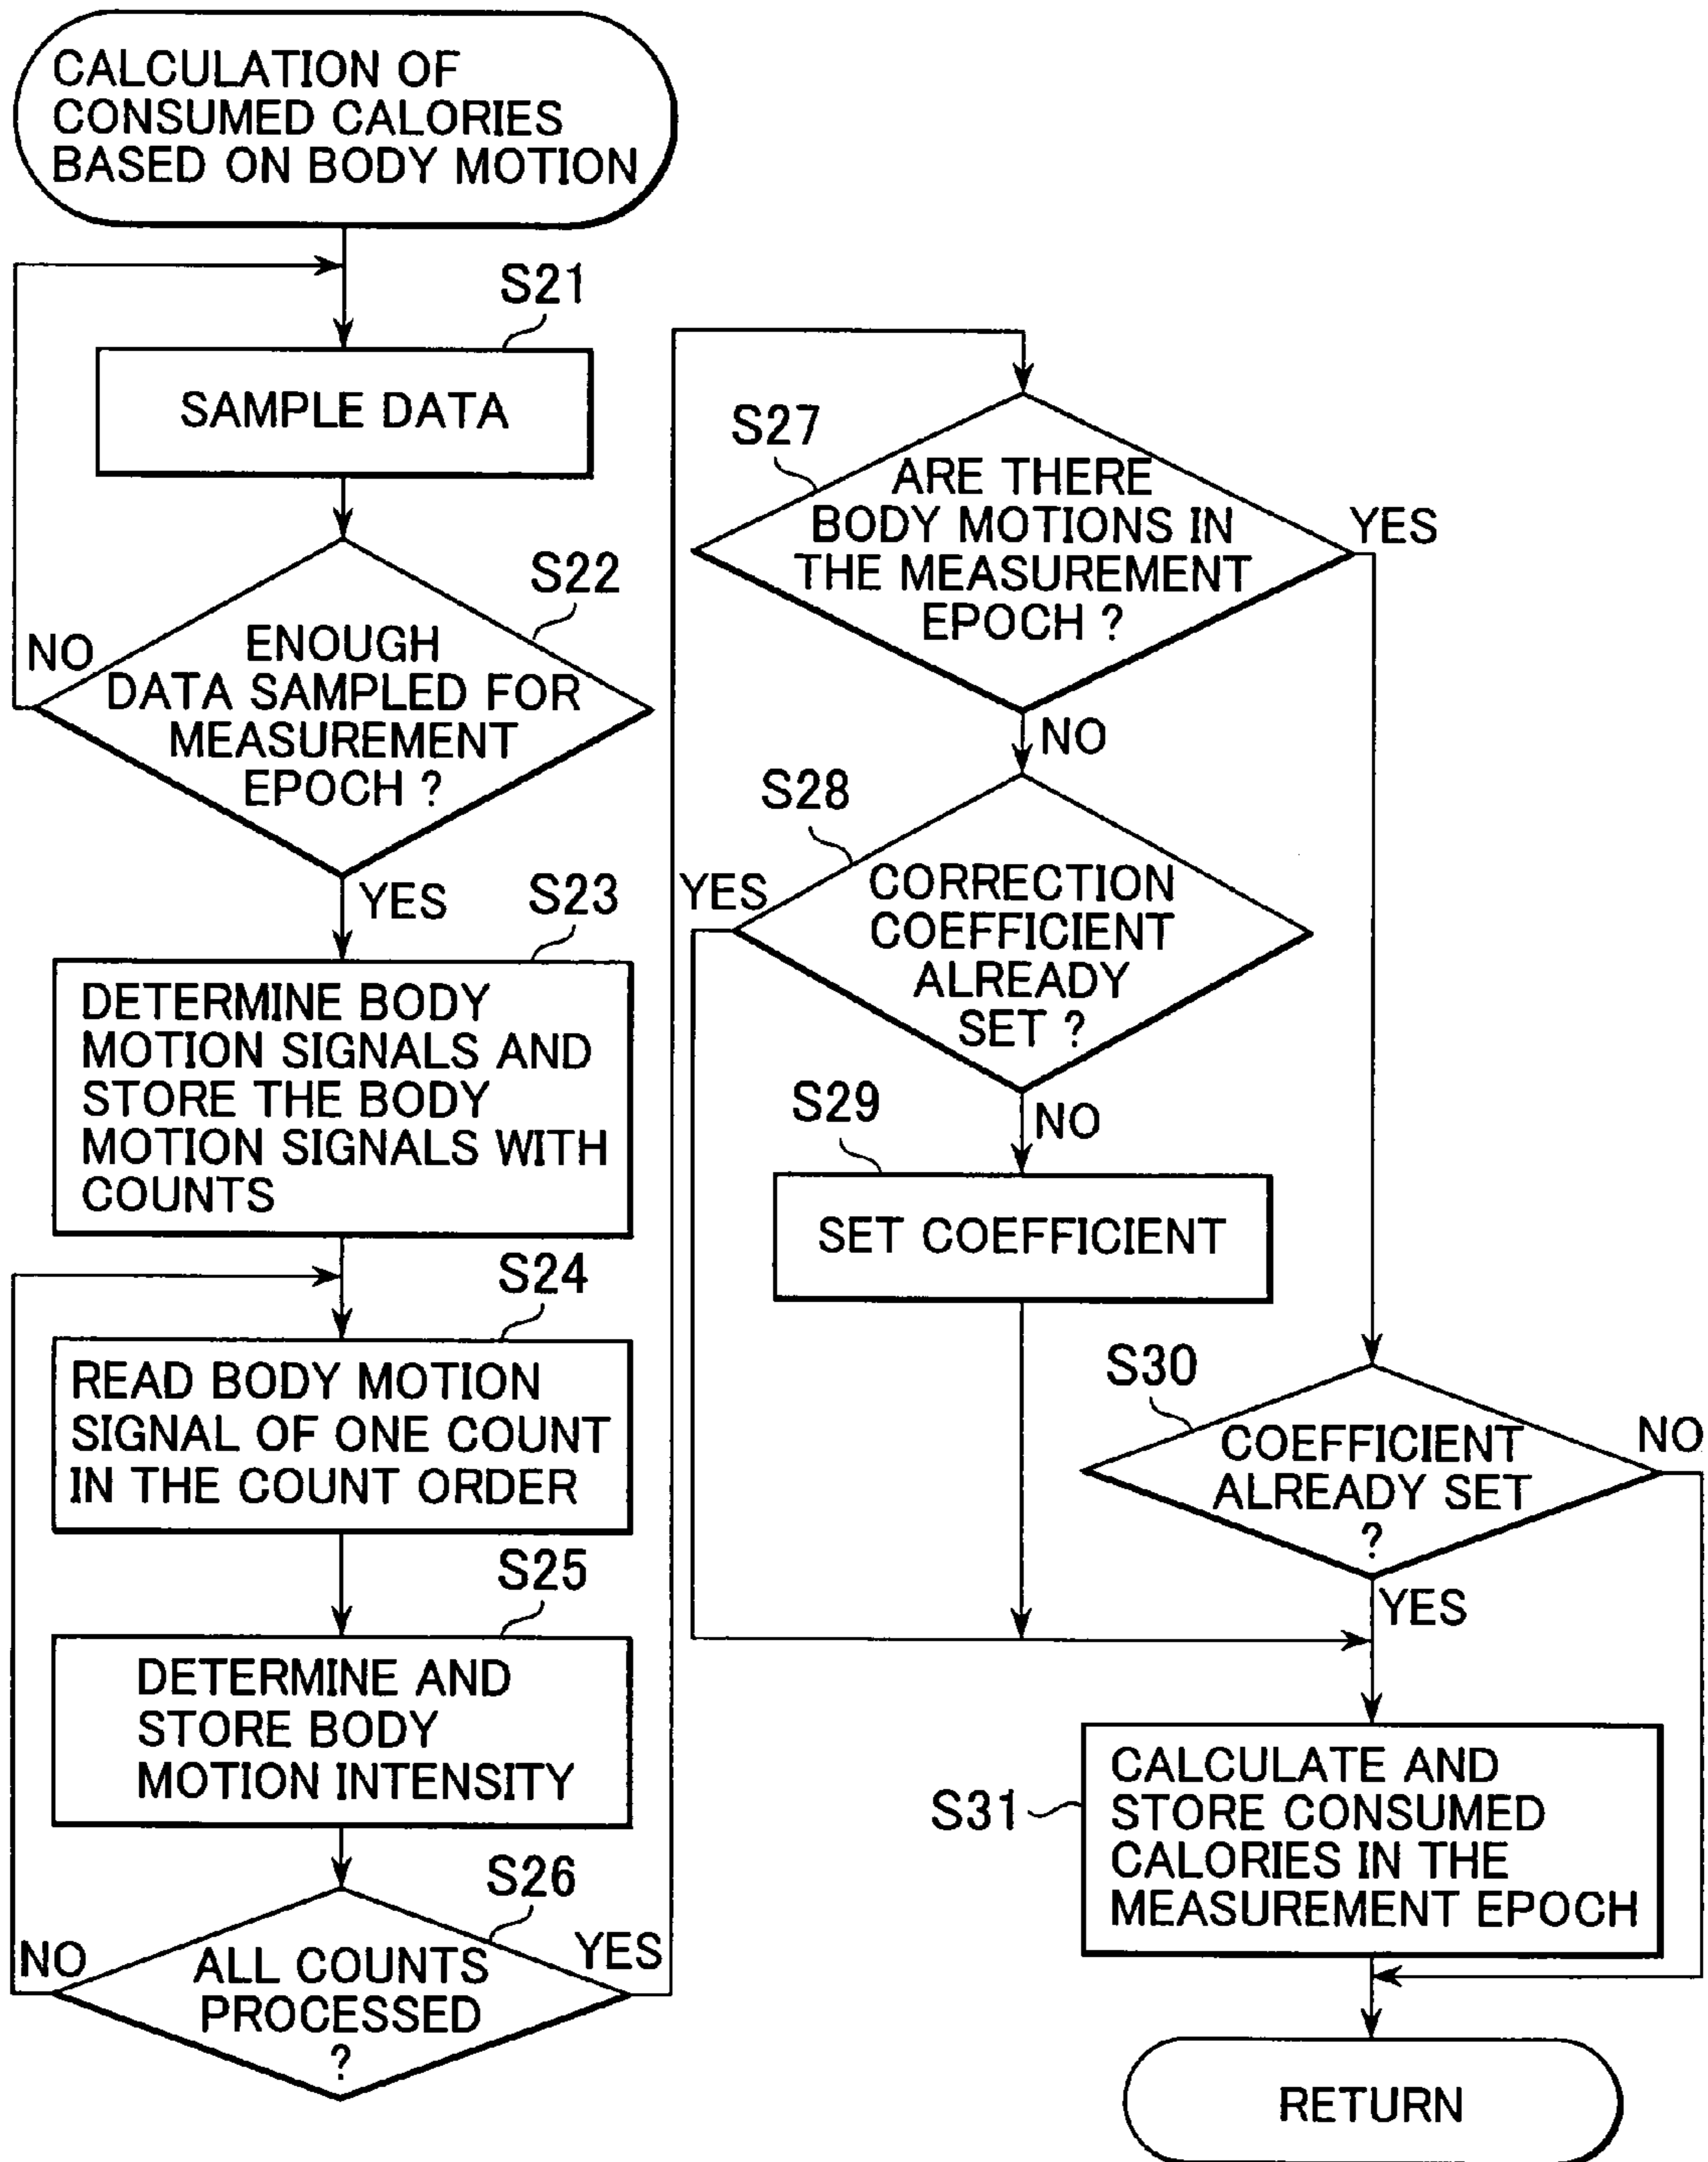 CALCULATION OF
CONSUMED CALORIES
BASED ON BODY MOTION
S21
SAMPLE DATA
S22
NO
ENOUGH
DATA SAMPLED FOR
MEASUREMENT
EPOCH ?
YES
S23
DETERMINE BODY
MOTION SIGNALS AND
STORE THE BODY
MOTION SIGNALS WITH
COUNTS
S24
READ BODY MOTION
SIGNAL OF ONE COUNT
IN THE COUNT ORDER
S25
DETERMINE AND
STORE BODY
MOTION INTENSITY
S26
NO
ALL COUNTS
PROCESSED
?
YES
S27
ARE THERE
BODY MOTIONS IN
THE MEASUREMENT
EPOCH ?
YES
NO
S28
YES
CORRECTION
COEFFICIENT
ALREADY
SET ?
NO
S29
SET COEFFICIENT
S30
COEFFICIENT
ALREADY SET
?
NO
YES
S31
CALCULATE AND
STORE CONSUMED
CALORIES IN THE
MEASUREMENT EPOCH
RETURN